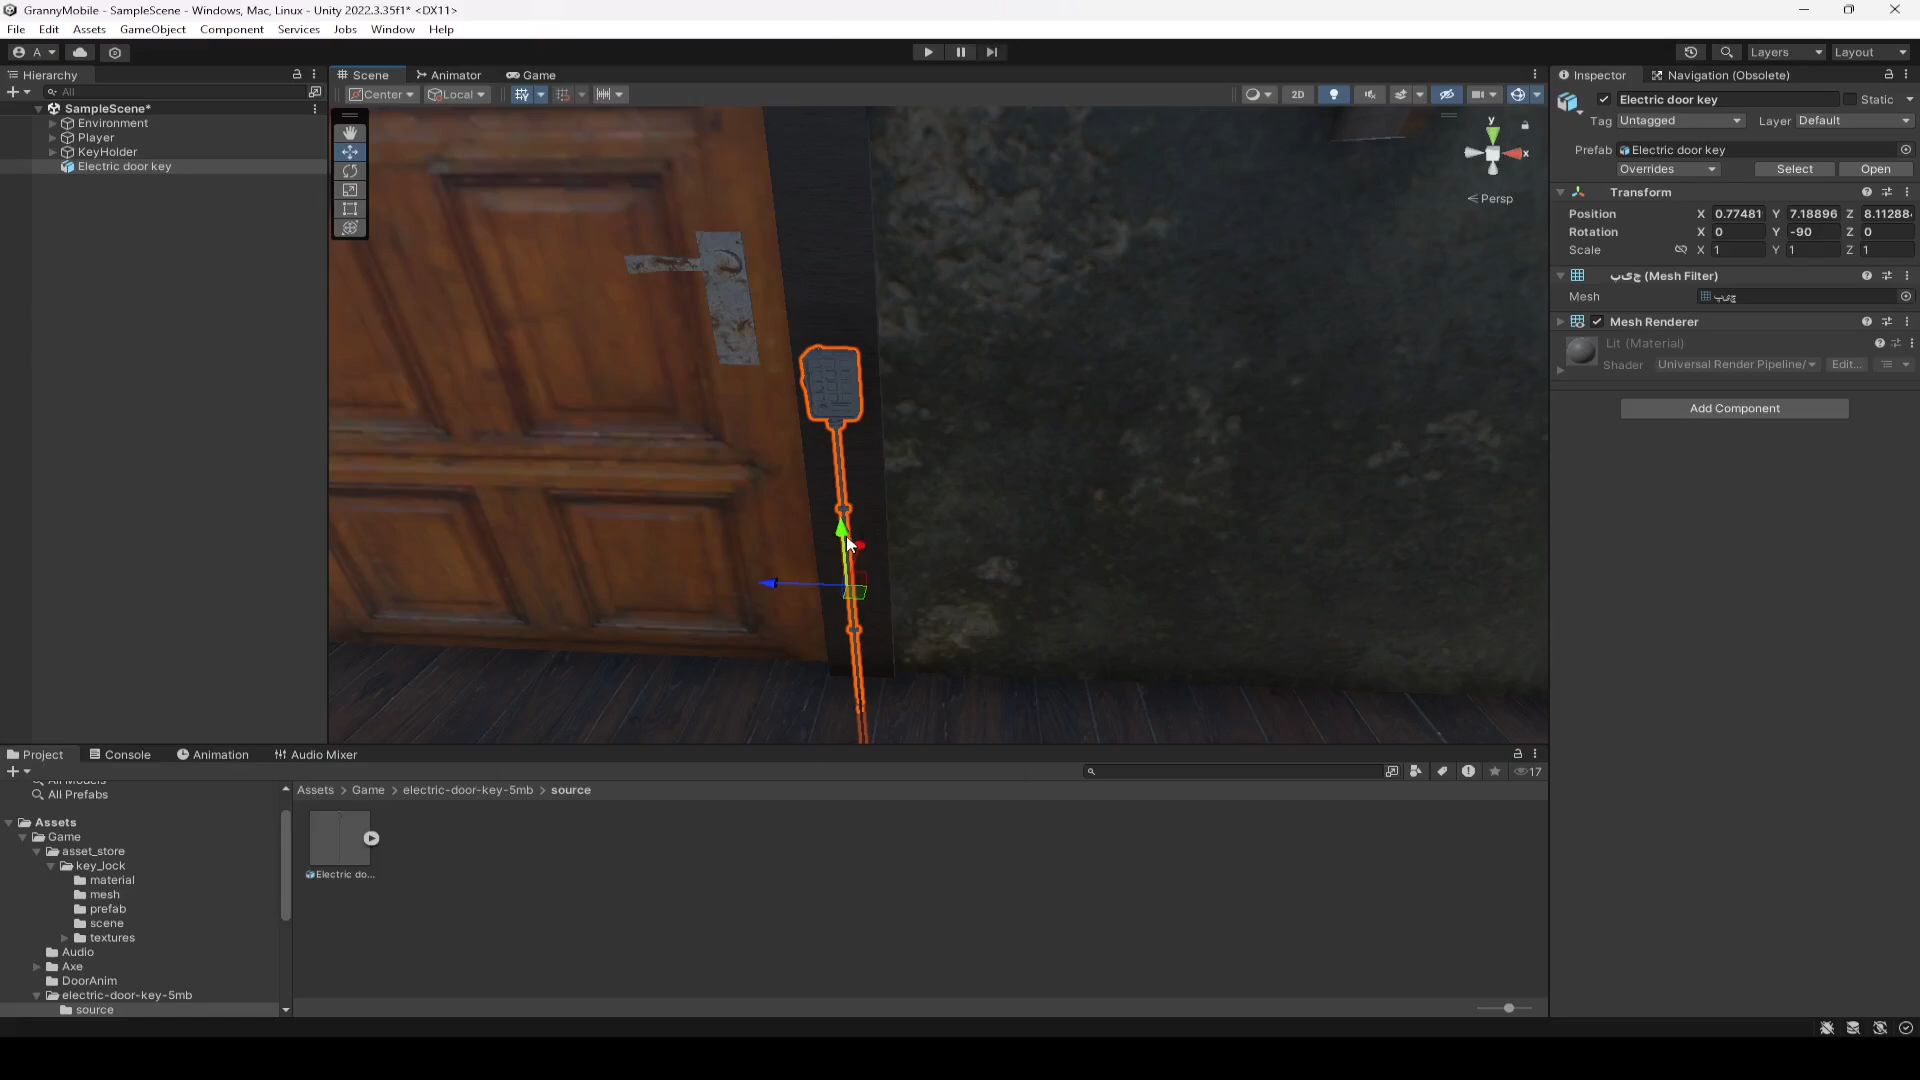 GrannyMobile - SampleScene - Windows, Mac, Linux - Unity 2022.3.35f1* <DX11>
File Edit Assets GameObject Component Services Jobs Window Help
A
Layers Layout
Hierarchy
All
SampleScene*
Environment
Player
KeyHolder
Electric door key
Scene Animator Game
Center Local
2D
y
x
Persp
Inspector Navigation (Obsolete)
Electric door key Static
Tag Untagged Layer Default
Prefab Electric door key
Overrides Select Open
Transform
Position X 0.77481 Y 7.18896 Z 8.11288
Rotation X 0 Y -90 Z 0
Scale X 1 Y 1 Z 1
(Mesh Filter)
Mesh
Mesh Renderer
Lit (Material)
Shader Universal Render Pipeline/ Edit...
Add Component
Project Console Animation Audio Mixer
17
All Models
All Prefabs
Assets
Game
asset_store
key_lock
material
mesh
prefab
scene
textures
Audio
Axe
DoorAnim
electric-door-key-5mb
source
Assets > Game > electric-door-key-5mb > source
Electric do...